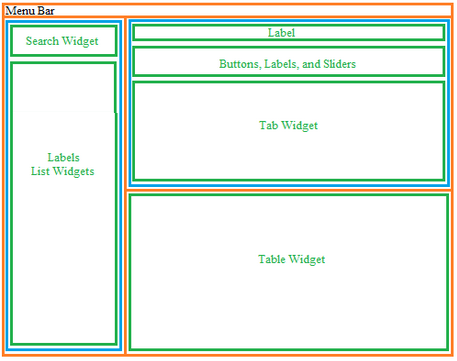 Menu Bar
Search Widget
Labels
List Widgets
Label
Buttons, Labels, and Sliders
Tab Widget
Table Widget